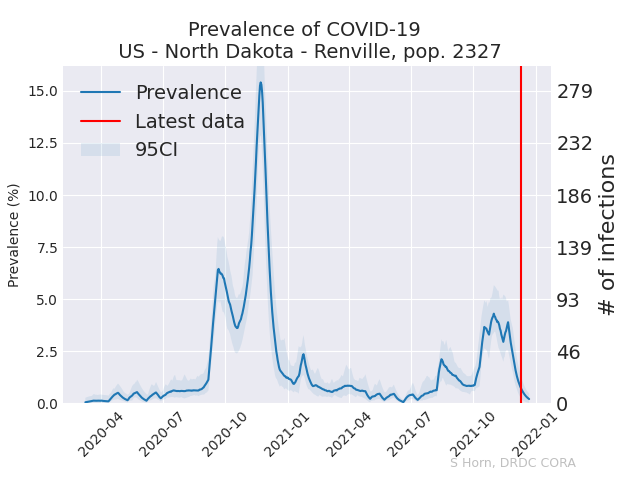 Prevalence of COVID-19
US - North Dakota - Renville, pop. 2327
Prevalence
Latest data
95CI
Prevalence (%)
15.0
12.5
10.0
7.5
5.0
2.5
0.0
279
232
186
139
93
46
0
# of infections
2020-04
2020-07
2020-10
2021-01
2021-04
2021-07
2021-10
2022-01
S Horn, DRDC CORA